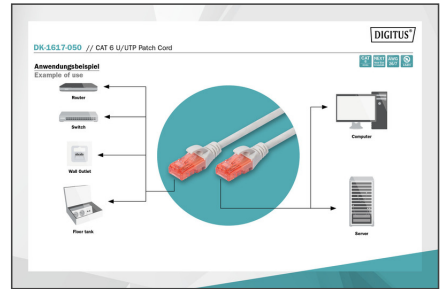 DIGITUS®
DK-1617-050 // CAT 6 U/UTP Patch Cord
Anwendungsbeispiel
Example of use
Router
Switch
Wall Outlet
Floor tank
Computer
Server